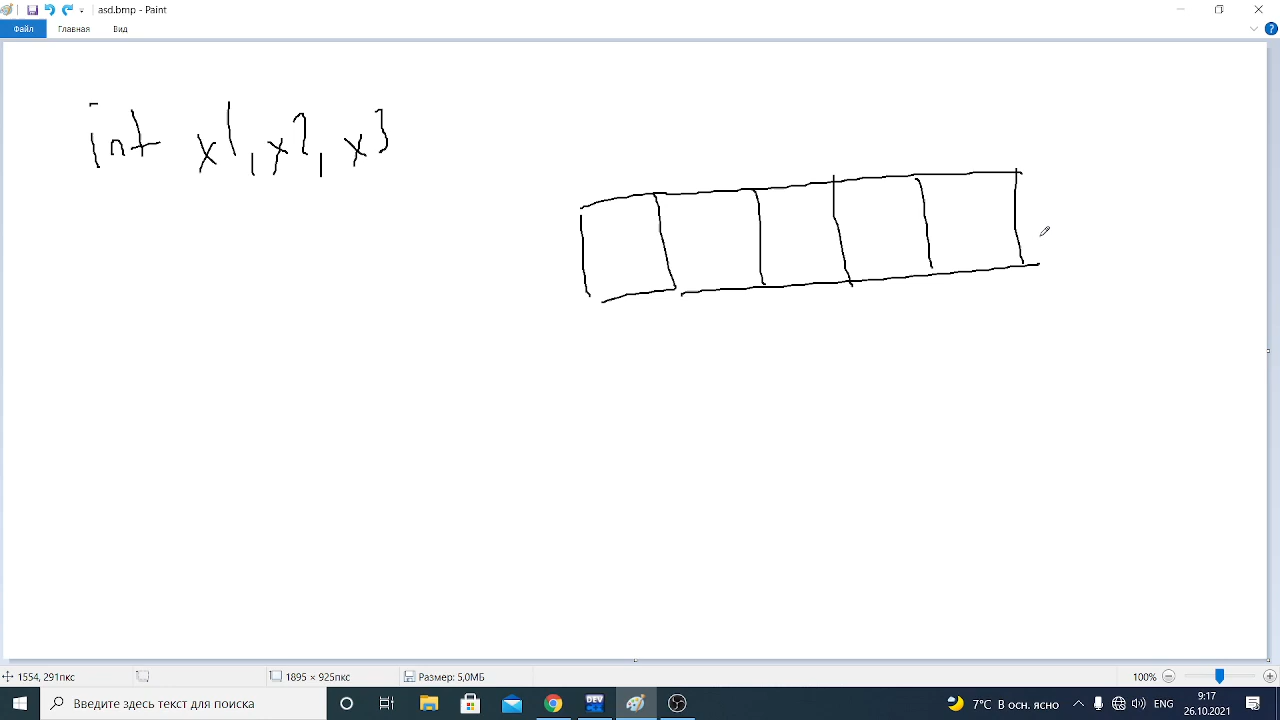 asd.bmp - Paint
Файл Главная Вид
int x1, x2, x3
1554, 291пкс
1895 × 925пкс
Размер: 5,0МБ
100%
DEV
Введите здесь текст для поиска
7°C В осн. ясно
ENG
9:17
26.10.2021